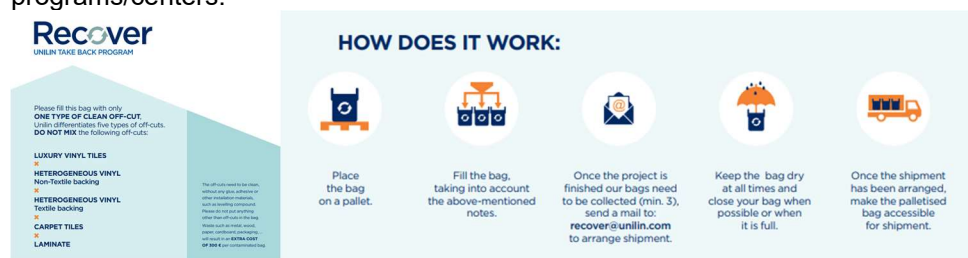 programs/centers.
Recover
UNILIN TAKE BACK PROGRAM
Please fill this bag with only
ONE TYPE OF CLEAN OFF-CUT,
Unilin differentiates five types of off-cuts.
DO NOT MIX the following off-cuts:
LUXURY VINYL TILES
HETEROGENEOUS VINYL
Non-Textile backing
HETEROGENEOUS VINYL
Textile backing
CARPET TILES
LAMINATE
The off-cuts need to be clean,
without any glue, adhesive or
other installation materials,
such as levelling compound.
Please do not put anything
other than off-cuts in the bag.
Waste such as metal, wood,
paper, cardboard, packaging, ...
will result in an EXTRA COST
OF 300 € per contaminated bag
HOW DOES IT WORK:
Place
the bag
on a pallet.
Fill the bag,
taking into account
the above-mentioned
notes.
Once the project is
finished our bags need
to be collected (min. 3),
send a mail to:
recover@unilin.com
to arrange shipment.
Keep the bag dry
at all times and
close your bag when
possible or when
it is full.
Once the shipment
has been arranged,
make the palletised
bag accessible
for shipment.